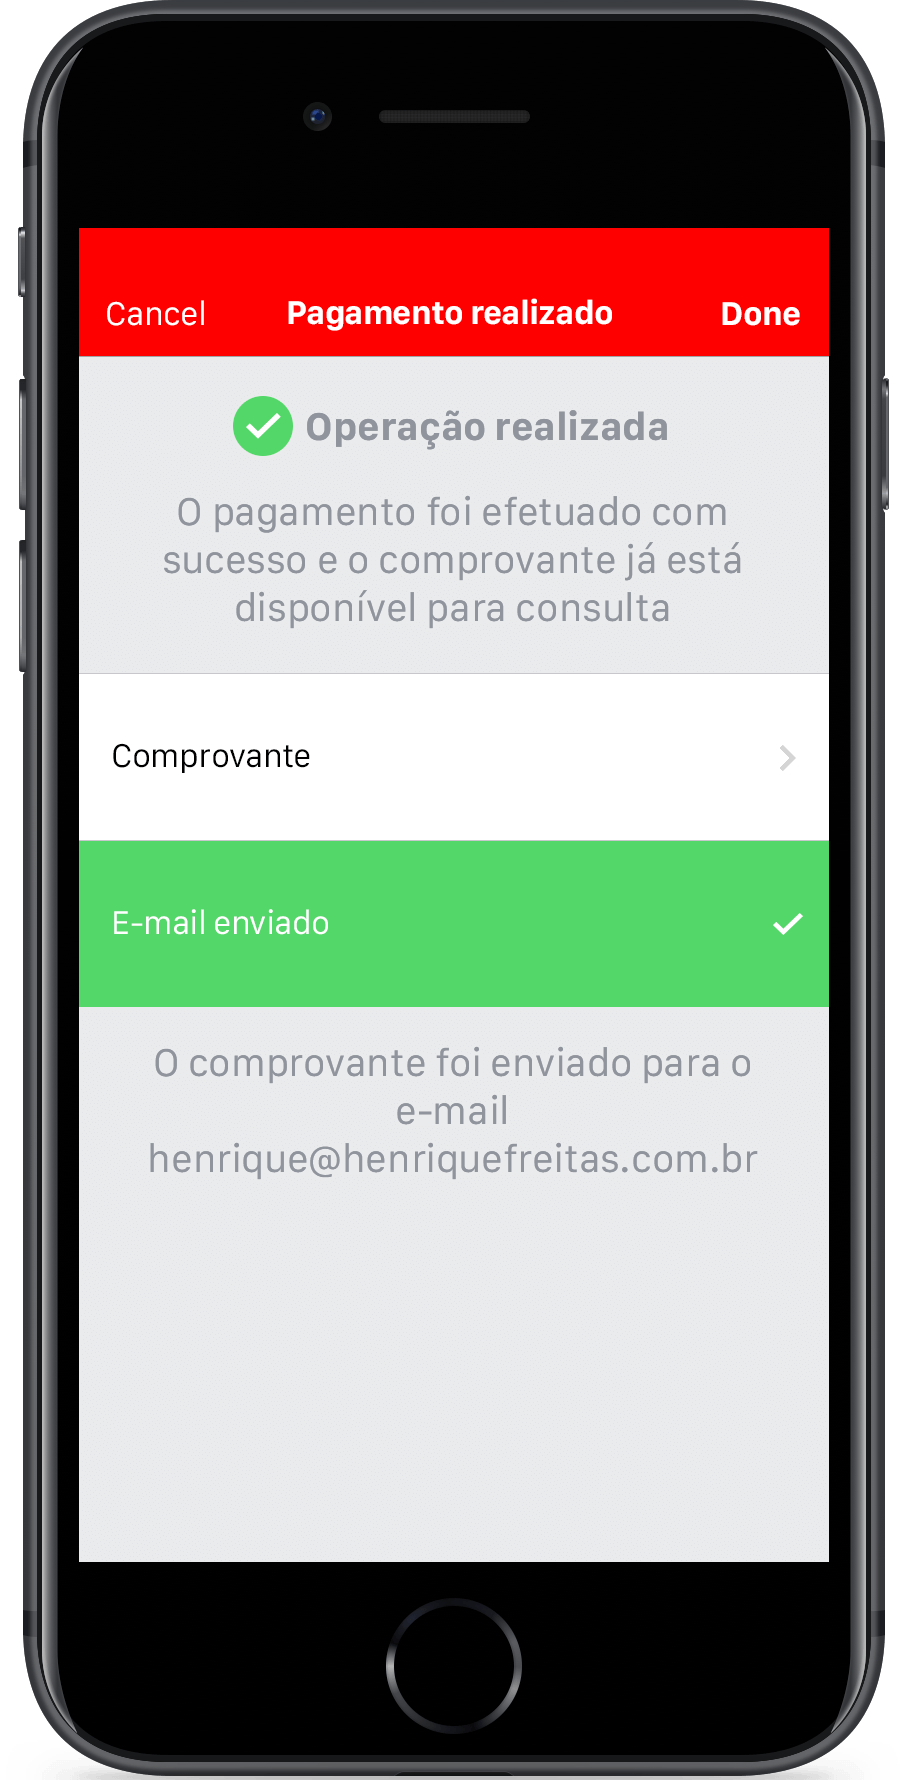 Cancel Pagamento realizado Done
Operação realizada
O pagamento foi efetuado com
sucesso e o comprovante já está
disponível para consulta
Comprovante
E-mail enviado
O comprovante foi enviado para o
e-mail
henrique@henriquefreitas.com.br